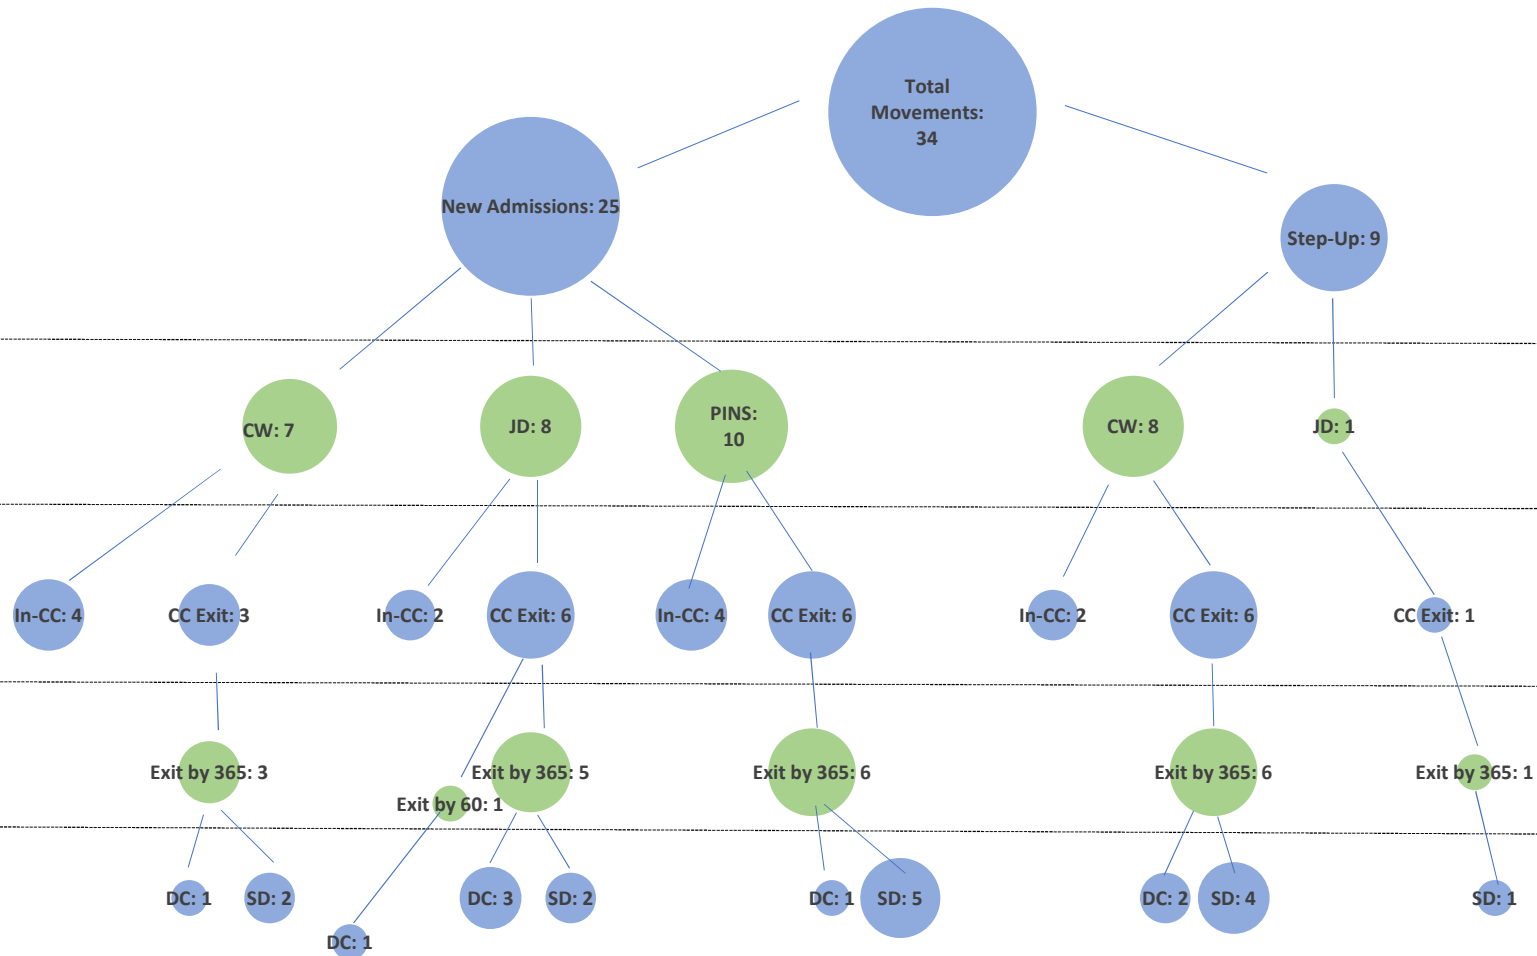 Total
Movements:
34
New Admissions: 25
Step-Up: 9
CW: 7
JD: 8
PINS:
10
CW: 8
JD: 1
In-CC: 4
CC Exit: 3
In-CC: 2
CC Exit: 6
In-CC: 4
CC Exit: 6
In-CC: 2
CC Exit: 6
CC Exit: 1
Exit by 365: 3
Exit by 60: 1
Exit by 365: 5
Exit by 365: 6
Exit by 365: 6
Exit by 365: 1
DC: 1
SD: 2
DC: 1
DC: 3
SD: 2
DC: 1
SD: 5
DC: 2
SD: 4
SD: 1